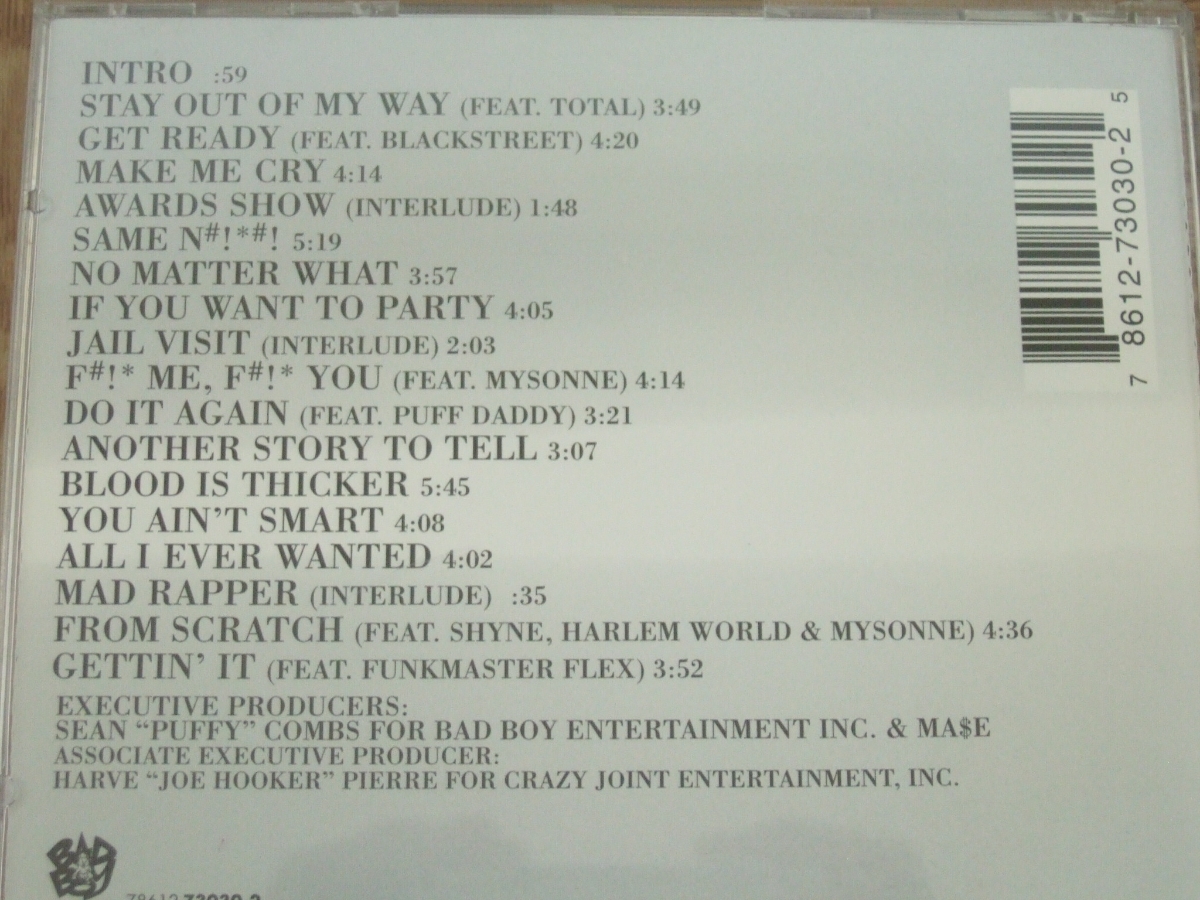 INTRO :59
STAY OUT OF MY WAY (FEAT. TOTAL) 3:49
GET READY (FEAT. BLACKSTREET) 4:20
MAKE ME CRY 4:14
AWARDS SHOW (INTERLUDE) 1:48
SAME N#!*#! 5:19
NO MATTER WHAT 3:57
IF YOU WANT TO PARTY 4:05
JAIL VISIT (INTERLUDE) 2:03
F#!* ME, F#!* YOU (FEAT. MYSONNE) 4:14
DO IT AGAIN (FEAT. PUFF DADDY) 3:21
ANOTHER STORY TO TELL 3:07
BLOOD IS THICKER 5:45
YOU AIN'T SMART 4:08
ALL I EVER WANTED 4:02
MAD RAPPER (INTERLUDE) :35
FROM SCRATCH (FEAT. SHYNE, HARLEM WORLD & MYSONNE) 4:36
GETTIN' IT (FEAT. FUNKMASTER FLEX) 3:52
EXECUTIVE PRODUCERS:
SEAN "PUFFY" COMBS FOR BAD BOY ENTERTAINMENT INC. & MA$E
ASSOCIATE EXECUTIVE PRODUCER:
HARVE "JOE HOOKER" PIERRE FOR CRAZY JOINT ENTERTAINMENT, INC.
BAD
BOY
78612-73030-2
7 8612-73030-2 5